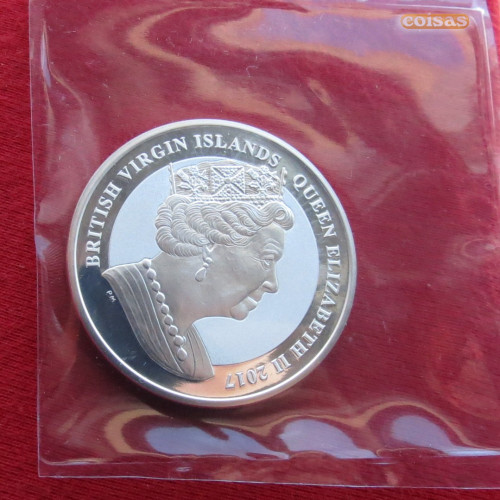 coisas
BRITISH VIRGIN ISLANDS QUEEN ELIZABETH II 2017
PM